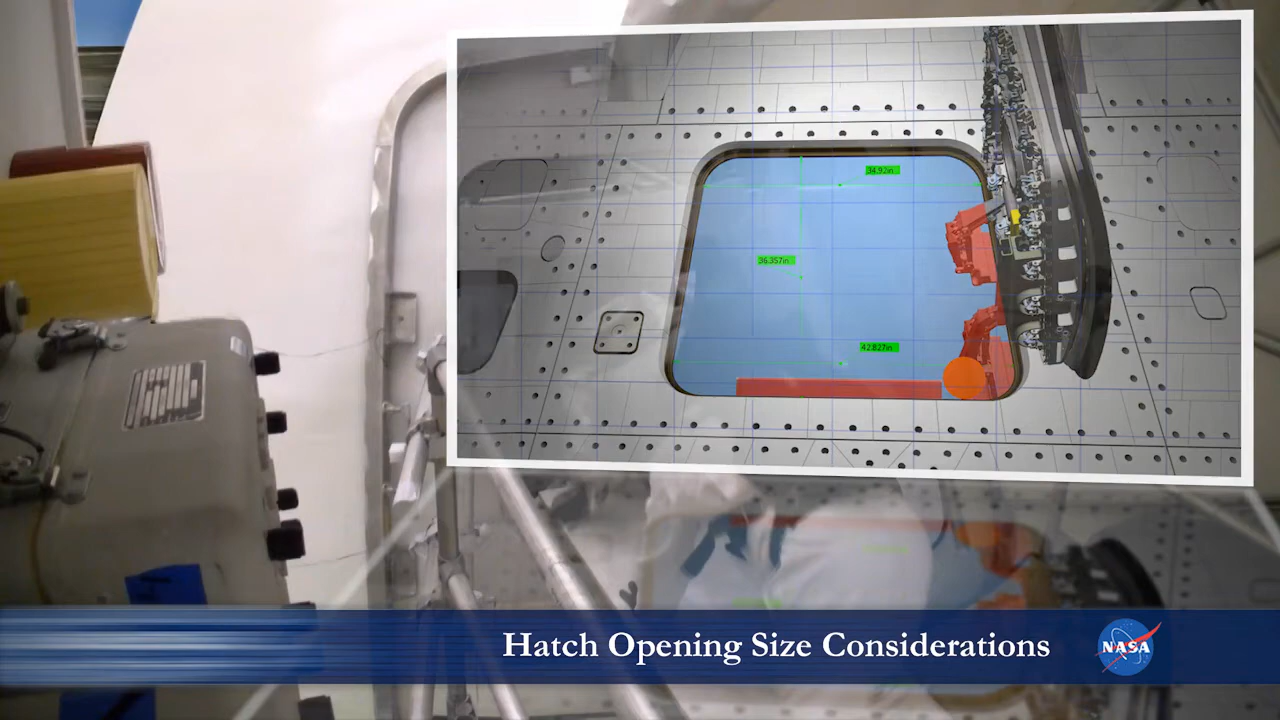 34.92in
36.357in
42.827in
Hatch Opening Size Considerations
NASA